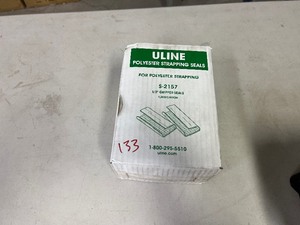 ULINE
POLYESTER STRAPPING SEALS
FOR POLYESTER STRAPPING
S-2157
133
1-800-295-5510
uline.com